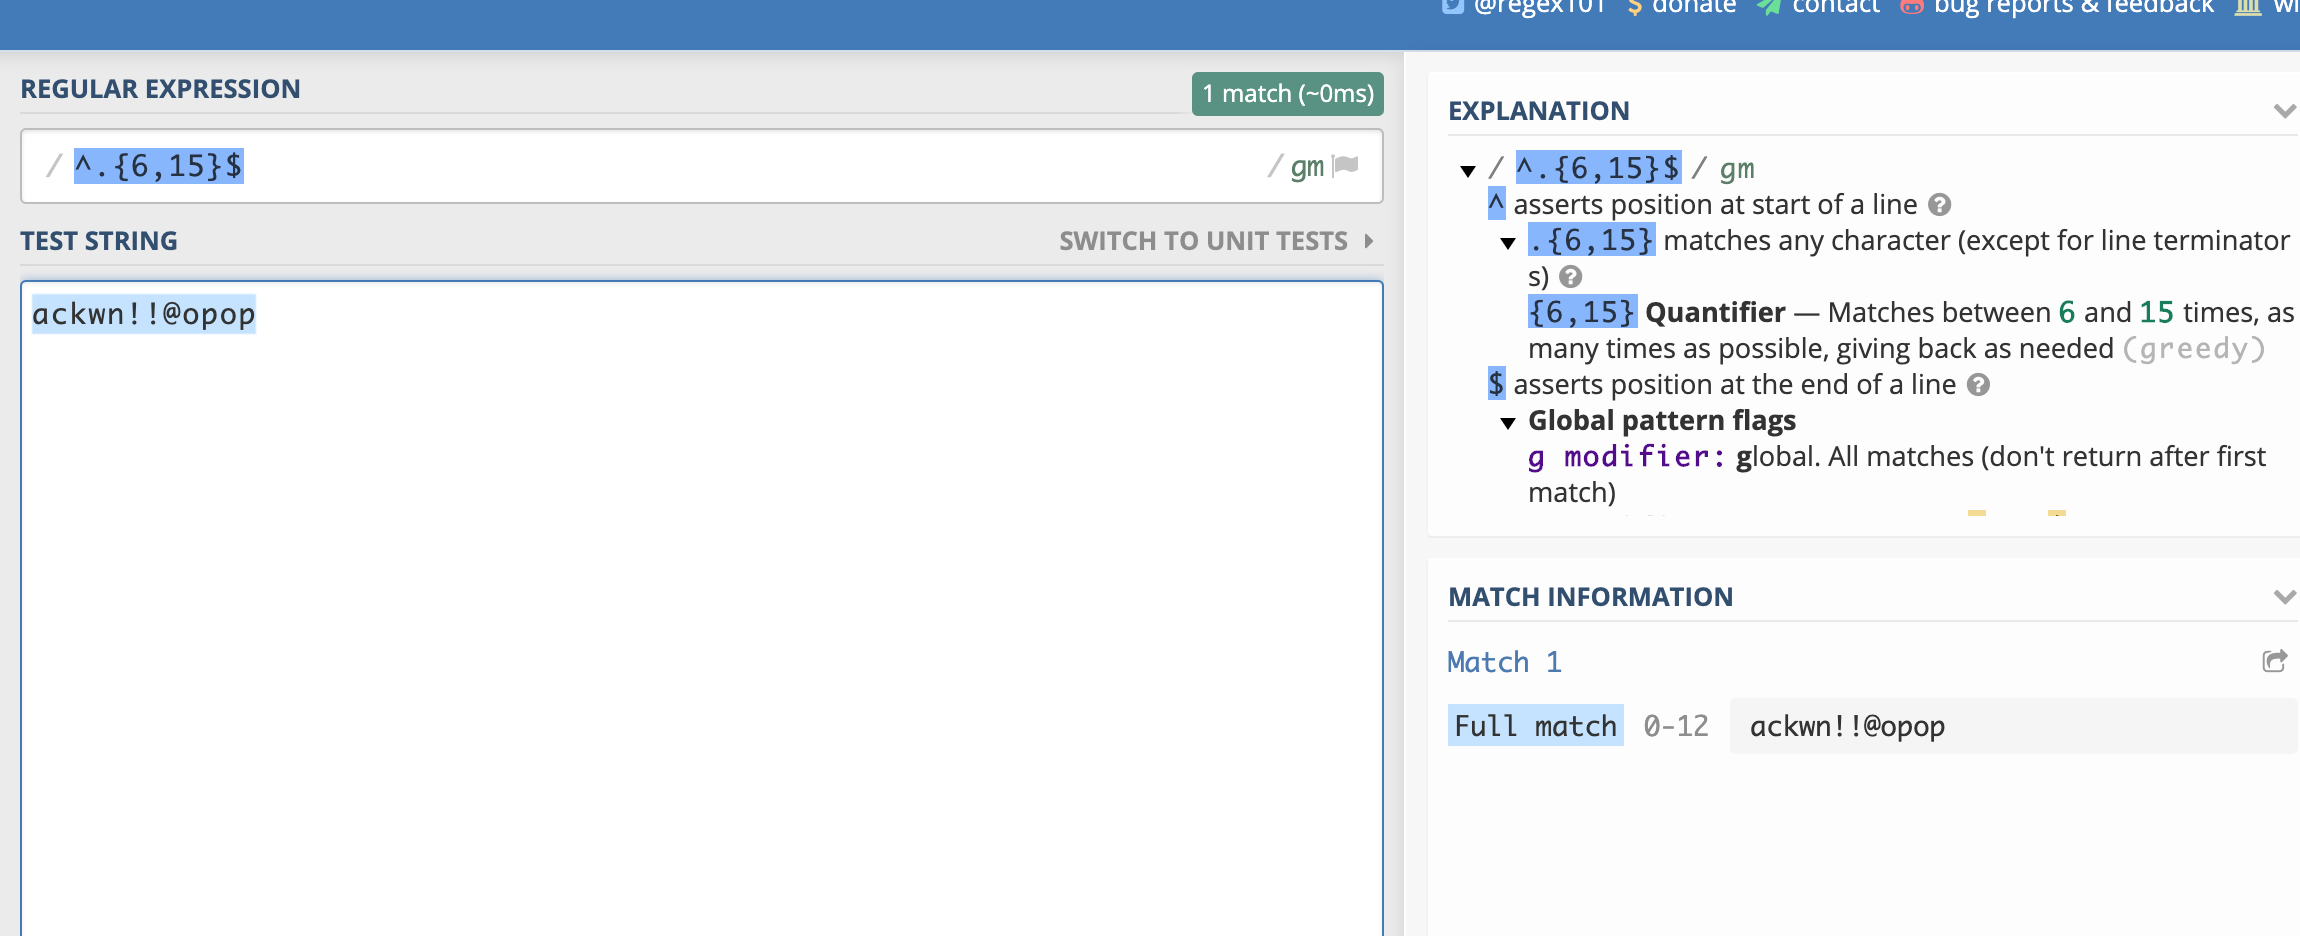 @regex101 $ donate contact bug reports & feedback
REGULAR EXPRESSION
1 match (~0ms)
/ ^.{6,15}$ / gm
TEST STRING
SWITCH TO UNIT TESTS
ackwn!!@opop
EXPLANATION
/ ^.{6,15}$ / gm
^ asserts position at start of a line
.{6,15} matches any character (except for line terminator
s)
{6,15} Quantifier — Matches between 6 and 15 times, as
many times as possible, giving back as needed (greedy)
$ asserts position at the end of a line
Global pattern flags
g modifier: global. All matches (don't return after first
match)
MATCH INFORMATION
Match 1
Full match 0-12 ackwn!!@opop